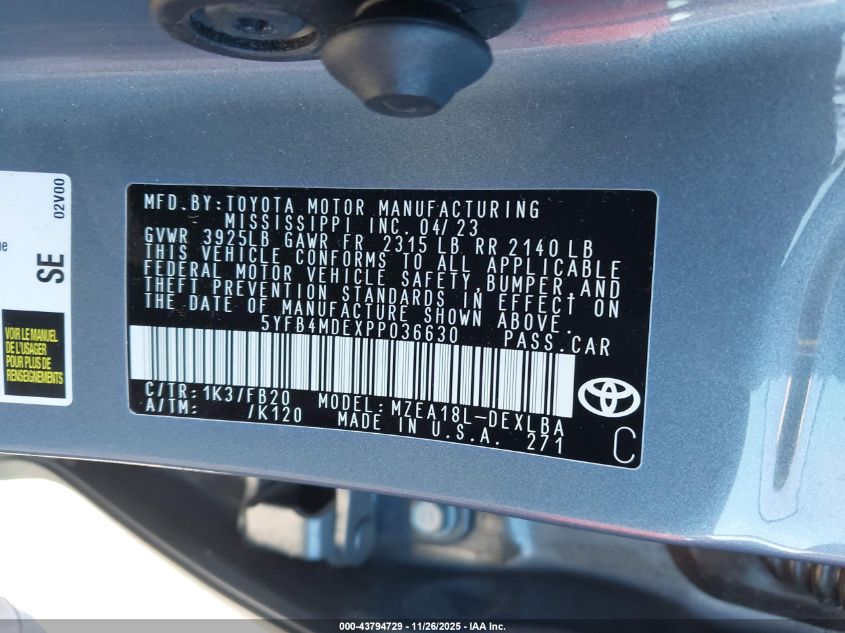 MFD.BY:TOYOTA MOTOR MANUFACTURING
MISSISSIPPI INC. 04/23
GVWR 3925LB GAWR FR 2315 LB RR 2140 LB
THIS VEHICLE CONFORMS TO ALL APPLICABLE
FEDERAL MOTOR VEHICLE SAFETY,BUMPER,AND
THEFT PREVENTION STANDARDS IN EFFECT ON
THE DATE OF MANUFACTURE SHOWN ABOVE.
5YFB4MDEXPP036630 PASS.CAR
C/TR: 1K37FB20 MODEL: MZEA18L-DEXLBA
A/TM: /K120 MADE IN U.S.A. 271
C
02V00
SE
VOIR LE MANUEL
DE L'USAGER
POUR PLUS DE
RENSEIGNEMENTS
000-43794729 - 11/26/2025 - IAA Inc.